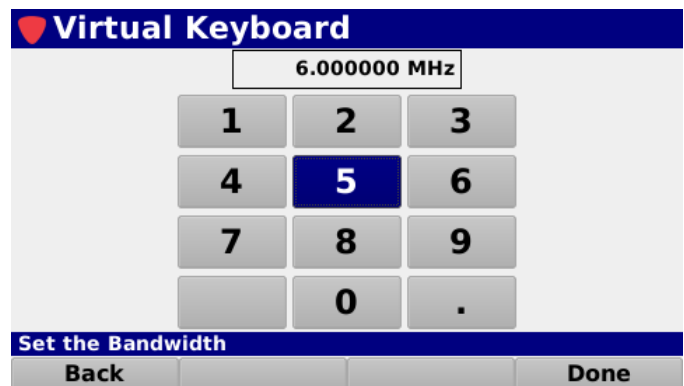 Virtual Keyboard
6.000000 MHz
1 2 3
4 5 6
7 8 9
0 .
Set the Bandwidth
Back Done